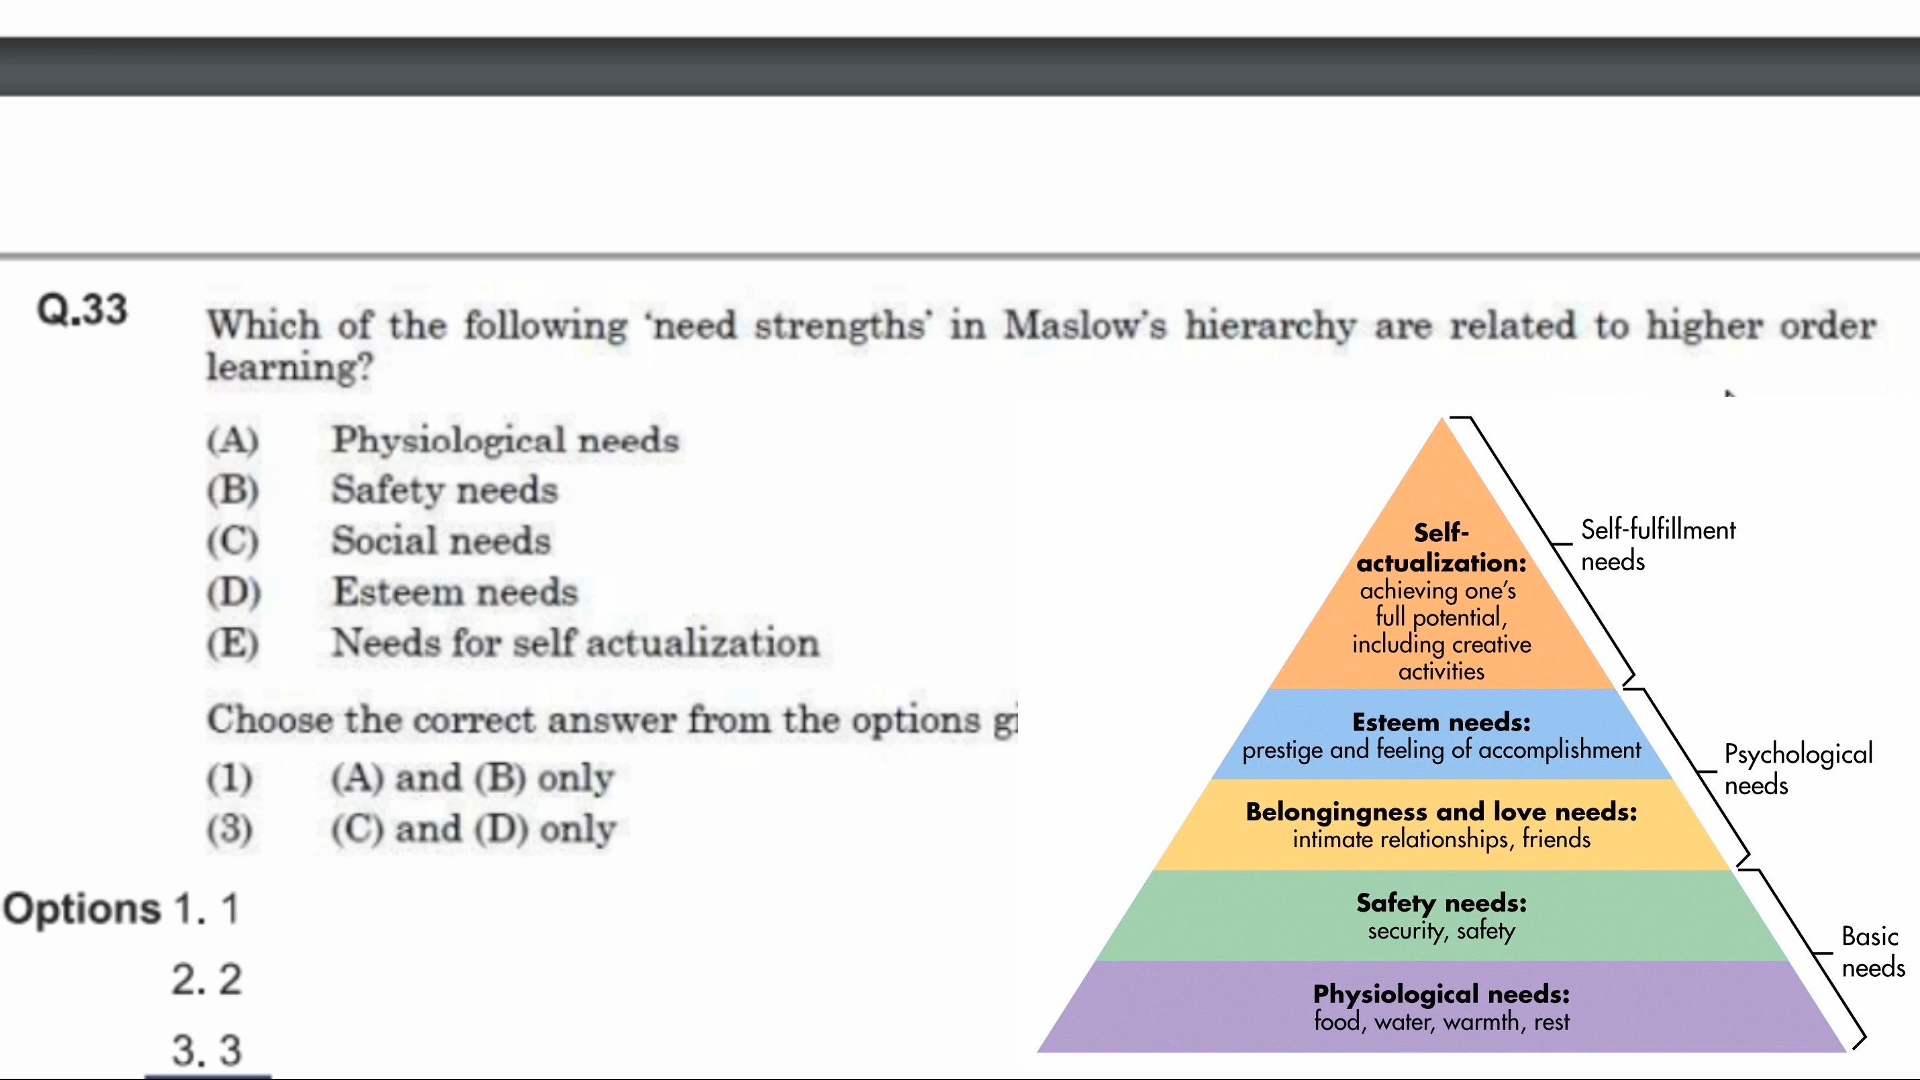 Q.33
Which of the following ‘need strengths’ in Maslow’s hierarchy are related to higher order
learning?
(A) Physiological needs
(B) Safety needs
(C) Social needs
(D) Esteem needs
(E) Needs for self actualization
Choose the correct answer from the options
(1) (A) and (B) only
(3) (C) and (D) only
Options 1. 1
2. 2
3. 3
Self-
actualization:
achieving one’s
full potential,
including creative
activities
Self-fulfillment
needs
Esteem needs:
prestige and feeling of accomplishment
Belongingness and love needs:
intimate relationships, friends
Psychological
needs
Safety needs:
security, safety
Physiological needs:
food, water, warmth, rest
Basic
needs